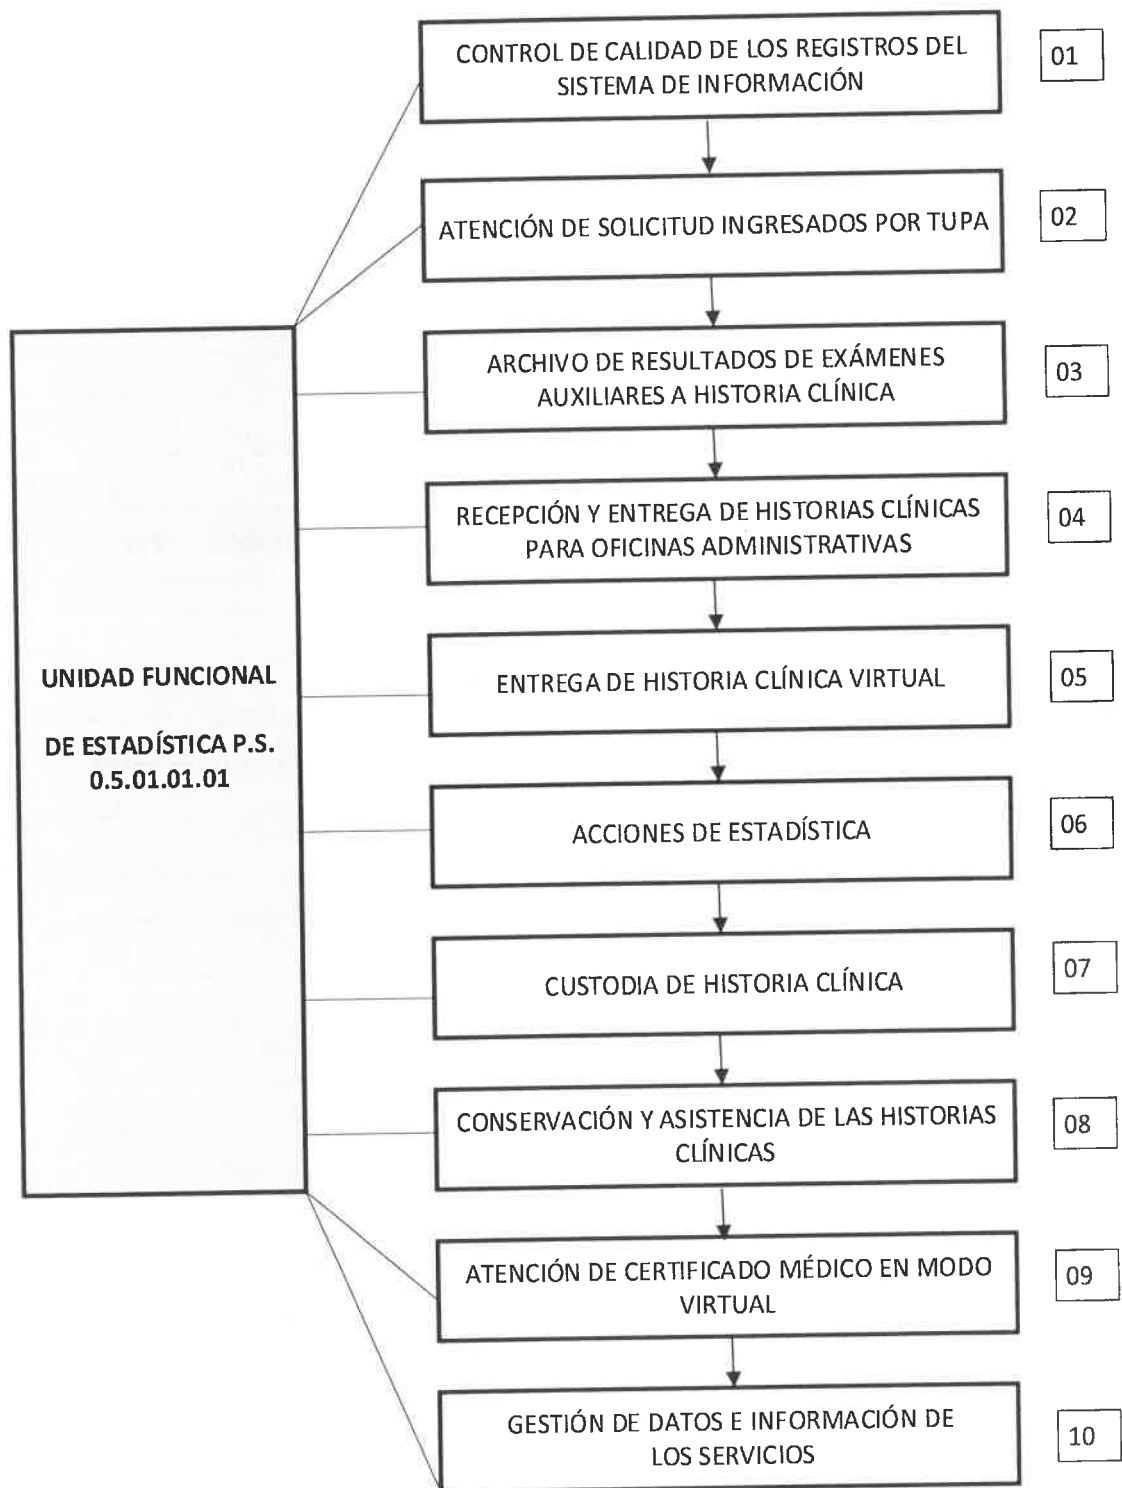 CONTROL DE CALIDAD DE LOS REGISTROS DEL
SISTEMA DE INFORMACIÓN
01
ATENCIÓN DE SOLICITUD INGRESADOS POR TUPA
02
ARCHIVO DE RESULTADOS DE EXÁMENES
AUXILIARES A HISTORIA CLÍNICA
03
RECEPCIÓN Y ENTREGA DE HISTORIAS CLÍNICAS
PARA OFICINAS ADMINISTRATIVAS
04
UNIDAD FUNCIONAL
DE ESTADÍSTICA P.S.
0.5.01.01.01
ENTREGA DE HISTORIA CLÍNICA VIRTUAL
05
ACCIONES DE ESTADÍSTICA
06
CUSTODIA DE HISTORIA CLÍNICA
07
CONSERVACIÓN Y ASISTENCIA DE LAS HISTORIAS
CLÍNICAS
08
ATENCIÓN DE CERTIFICADO MÉDICO EN MODO
VIRTUAL
09
GESTIÓN DE DATOS E INFORMACIÓN DE
LOS SERVICIOS
10